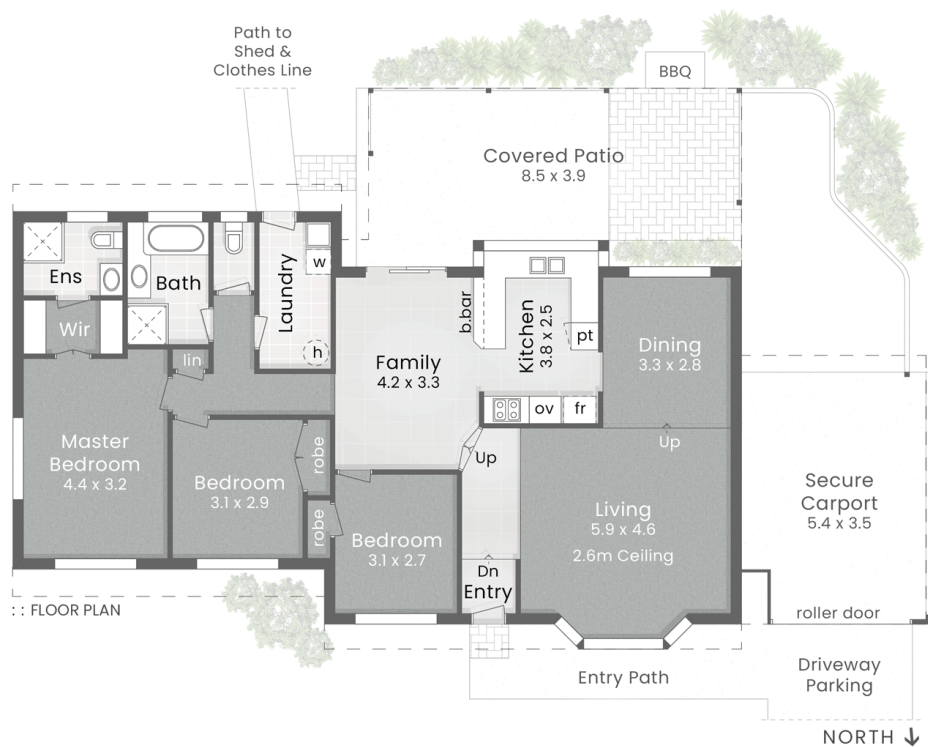 Path to
Shed &
Clothes Line
BBQ
Covered Patio
8.5 x 3.9
Ens
Bath
Laundry
w
h
Wir
lin
Family
4.2 x 3.3
b.bar
Kitchen
3.8 x 2.5
pt
ov
fr
Dining
3.3 x 2.8
Up
Master
Bedroom
4.4 x 3.2
Bedroom
3.1 x 2.9
robe
robe
Bedroom
3.1 x 2.7
Up
Living
5.9 x 4.6
2.6m Ceiling
Dn
Entry
Secure
Carport
5.4 x 3.5
roller door
: : FLOOR PLAN
Entry Path
Driveway
Parking
NORTH